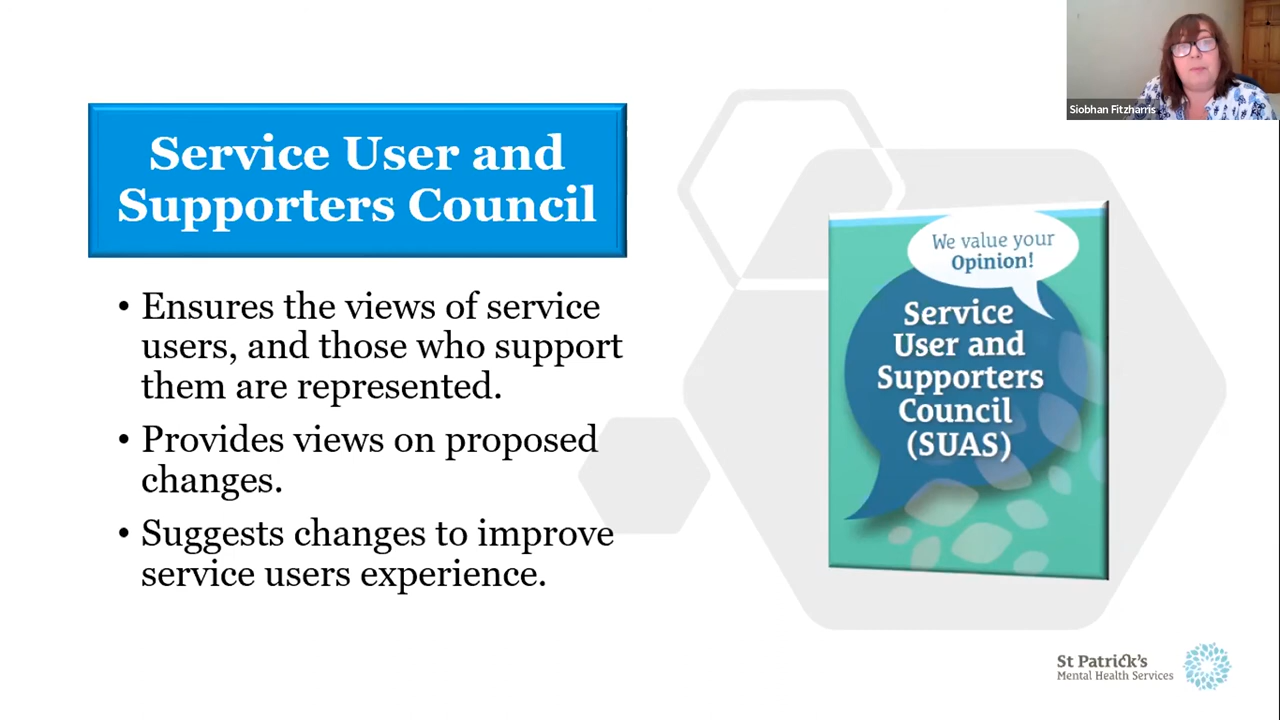 Siobhan Fitzharris
Service User and
Supporters Council
• Ensures the views of service
users, and those who support
them are represented.
• Provides views on proposed
changes.
• Suggests changes to improve
service users experience.
We value your
Opinion!
Service
User and
Supporters
Council
(SUAS)
St Patrick's
Mental Health Services